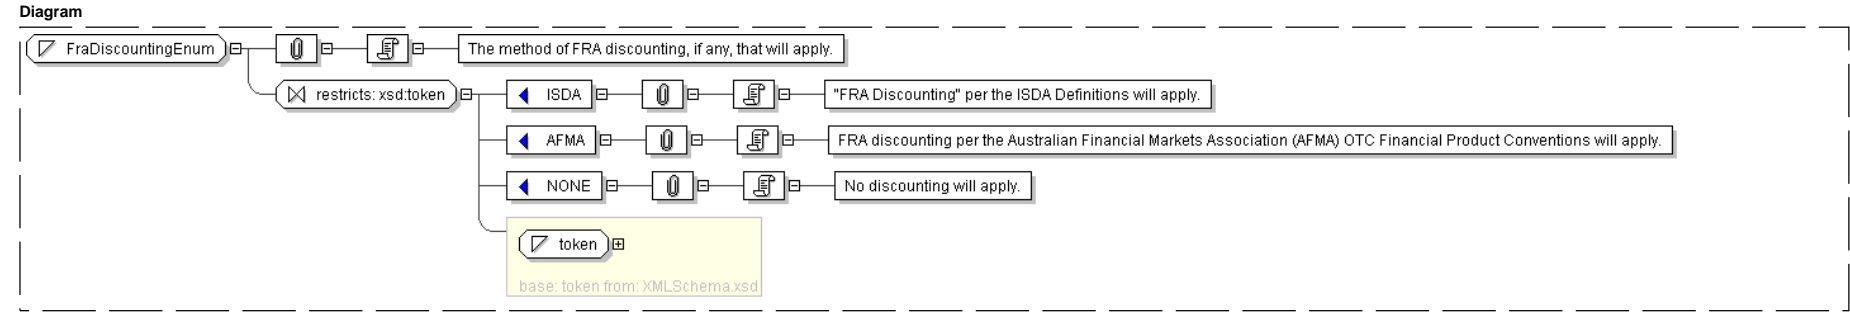 Diagram
FraDiscountingEnum The method of FRA discounting, if any, that will apply.
restricts: xsd:token ISDA "FRA Discounting" per the ISDA Definitions will apply.
AFMA FRA discounting per the Australian Financial Markets Association (AFMA) OTC Financial Product Conventions will apply.
NONE No discounting will apply.
token
base: token from: XMLSchema.xsd